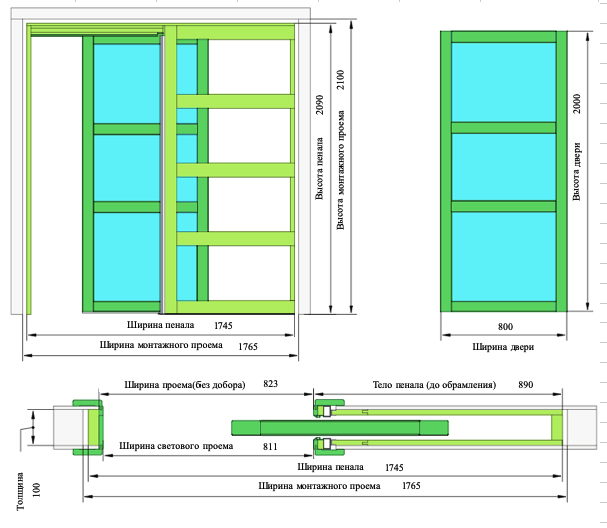 Высота пенала 2090
Высота монтажного проема 2100
Высота двери 2000
Ширина пенала 1745
Ширина монтажного проема 1765
800
Ширина двери
Ширина проема(без добора) 823
Тело пенала (до обрамления) 890
Ширина светового проема 811
Ширина пенала 1745
Ширина монтажного проема 1765
Толщина
100